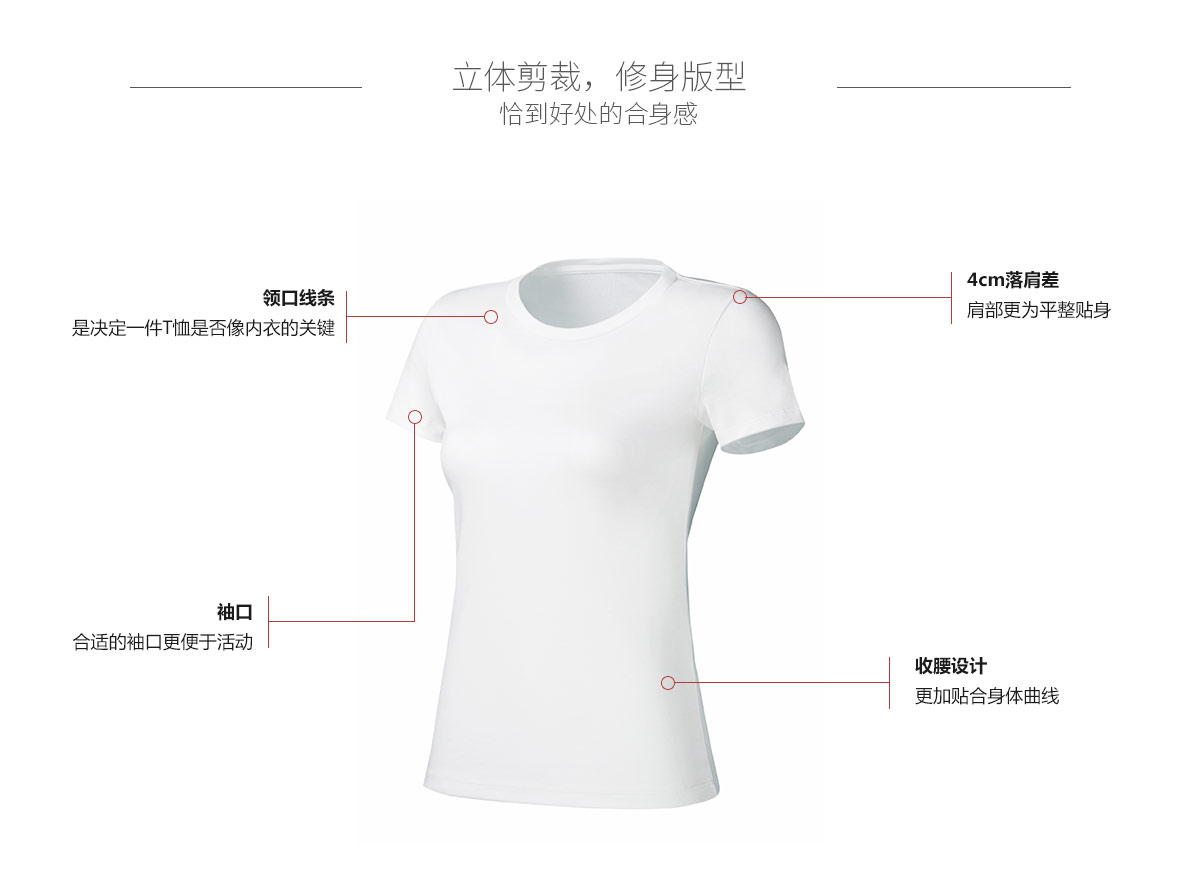 立体剪裁，修身版型
恰到好处的合身感
领口线条
是决定一件T恤是否像内衣的关键
4cm落肩差
肩部更为平整贴身
袖口
合适的袖口更便于活动
收腰设计
更加贴合身体曲线